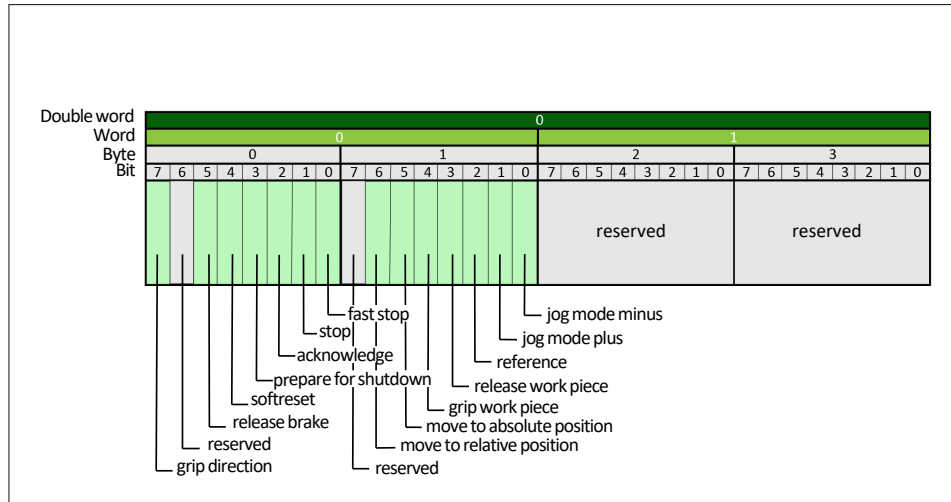 Double word 0
Word 0 1
Byte 0 1 2 3
Bit 7 6 5 4 3 2 1 0 7 6 5 4 3 2 1 0 7 6 5 4 3 2 1 0 7 6 5 4 3 2 1 0
reserved reserved
fast stop jog mode minus
stop jog mode plus
acknowledge reference
prepare for shutdown release work piece
softreset grip work piece
release brake move to absolute position
reserved move to relative position
grip direction reserved